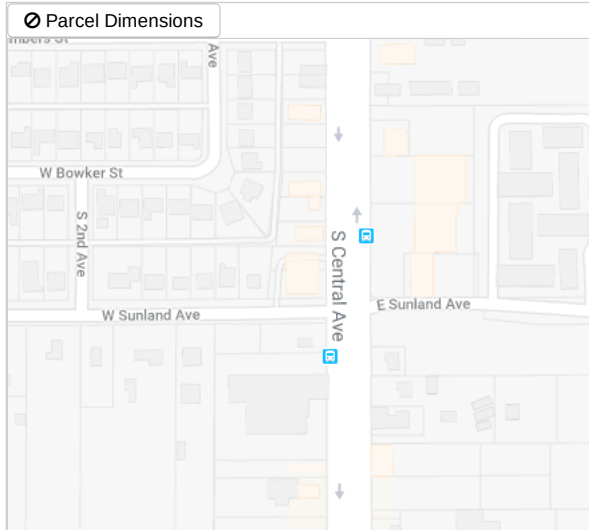 Parcel Dimensions
Ave
W Bowker St
S 2nd Ave
S Central Ave
E Sunland Ave
W Sunland Ave